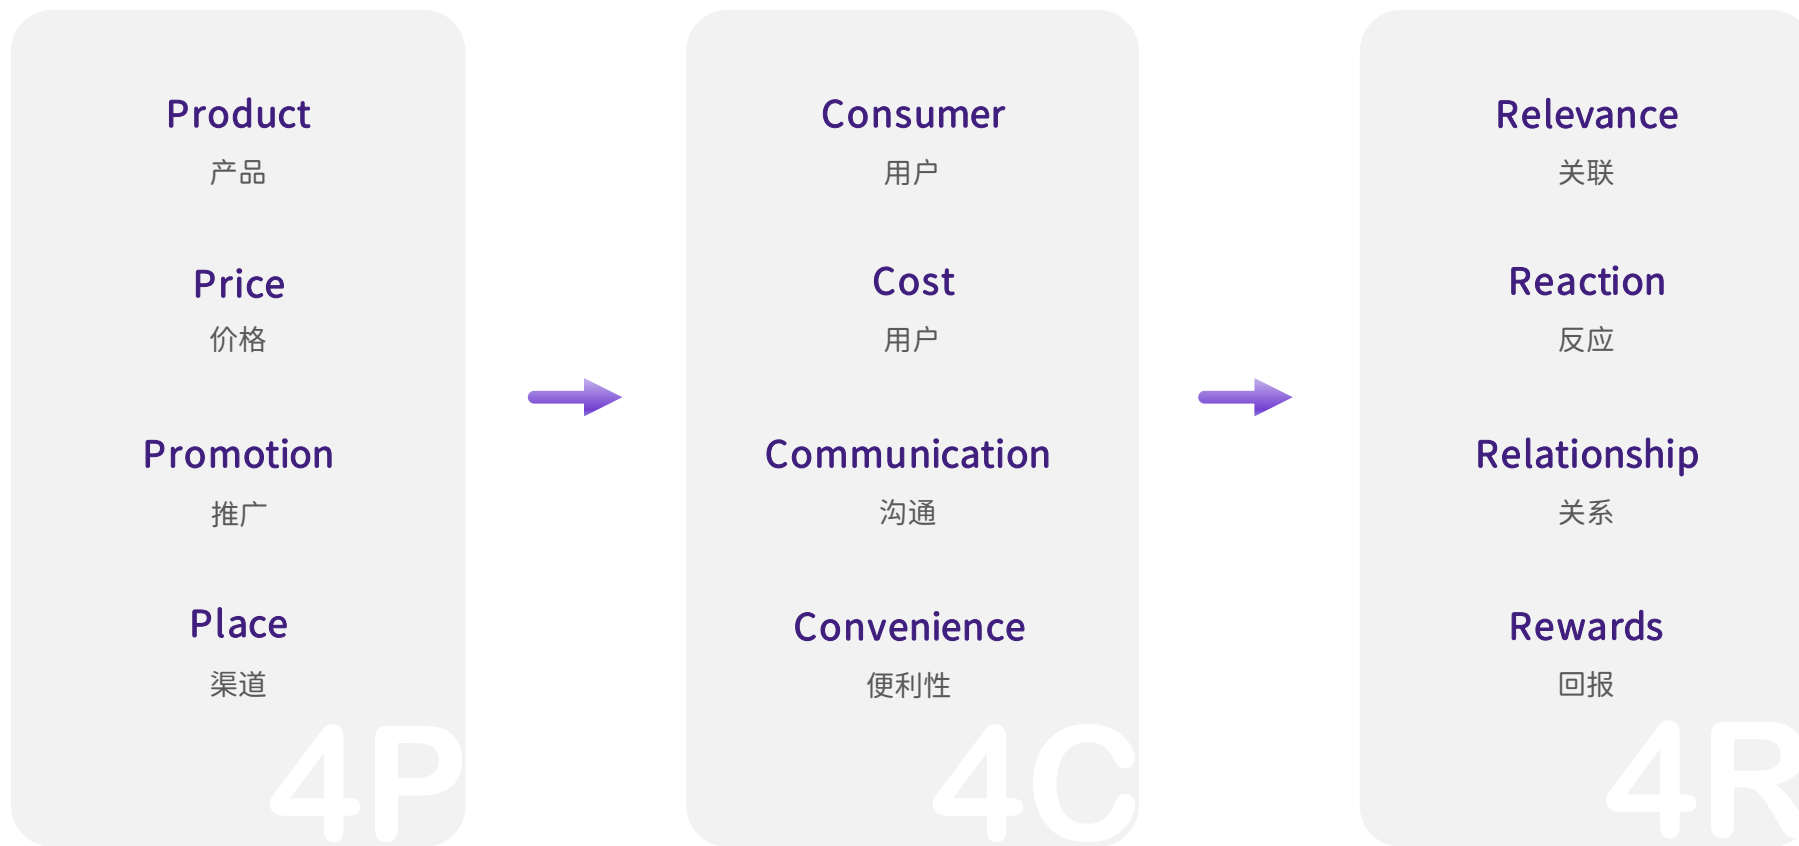 Product
产品
Price
价格
Promotion
推广
Place
渠道
4P
Consumer
用户
Cost
用户
Communication
沟通
Convenience
便利性
4C
Relevance
关联
Reaction
反应
Relationship
关系
Rewards
回报
4R